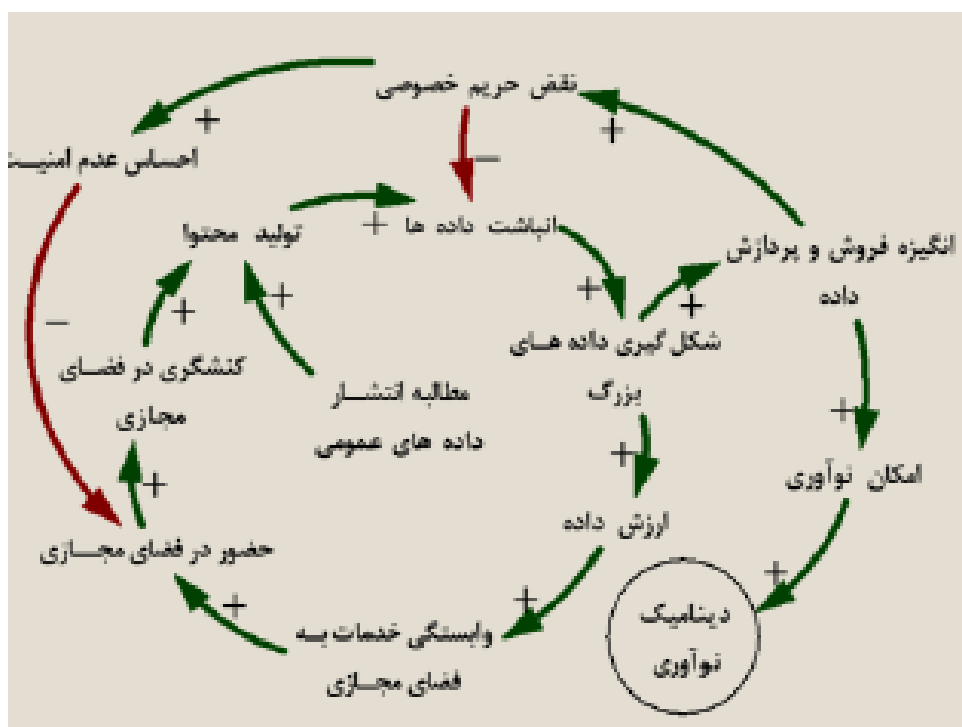 نقض حریم خصوصی
احساس عدم امنیت
+
+
−
تولید محتوا
+
انباشت داده ها
انگیزه فروش و پردازش
داده
+
+
+
+
−
شکل گیری داده های
بزرگ
کنشگری در فضای
مجازی
مطالبه انتشار
داده های عمومی
+
+
امکان نوآوری
+
ارزش داده
حضور در فضای مجازی
+
+
+
دینامیک
نوآوری
وابستگی خدمات به
فضای مجازی